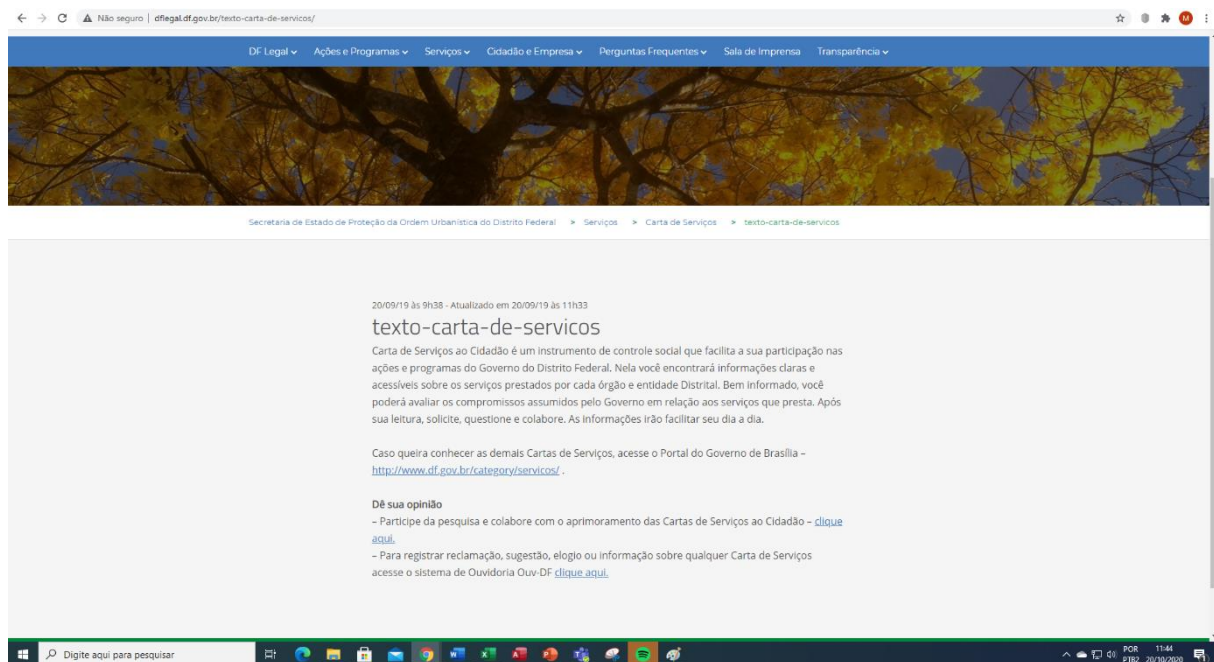 Não seguro | dflegal.df.gov.br/texto-carta-de-servicos/
M
DF Legal Ações e Programas Serviços Cidadão e Empresa Perguntas Frequentes Sala de Imprensa Transparência
Secretaria de Estado de Proteção da Ordem Urbanística do Distrito Federal > Serviços > Carta de Serviços > texto-carta-de-servicos
20/09/19 às 9h38 - Atualizado em 20/09/19 às 11h33
texto-carta-de-servicos
Carta de Serviços ao Cidadão é um instrumento de controle social que facilita a sua participação nas
ações e programas do Governo do Distrito Federal. Nela você encontrará informações claras e
acessíveis sobre os serviços prestados por cada órgão e entidade Distrital. Bem informado, você
poderá avaliar os compromissos assumidos pelo Governo em relação aos serviços que presta. Após
sua leitura, solicite, questione e colabore. As informações irão facilitar seu dia a dia.
Caso queira conhecer as demais Cartas de Serviços, acesse o Portal do Governo de Brasília –
http://www.df.gov.br/category/servicos/ .
Dê sua opinião
– Participe da pesquisa e colabore com o aprimoramento das Cartas de Serviços ao Cidadão – clique
aqui.
– Para registrar reclamação, sugestão, elogio ou informação sobre qualquer Carta de Serviços
acesse o sistema de Ouvidoria Ouv-DF clique aqui.
Digite aqui para pesquisar
POR 11:44
PTB2 20/10/2020